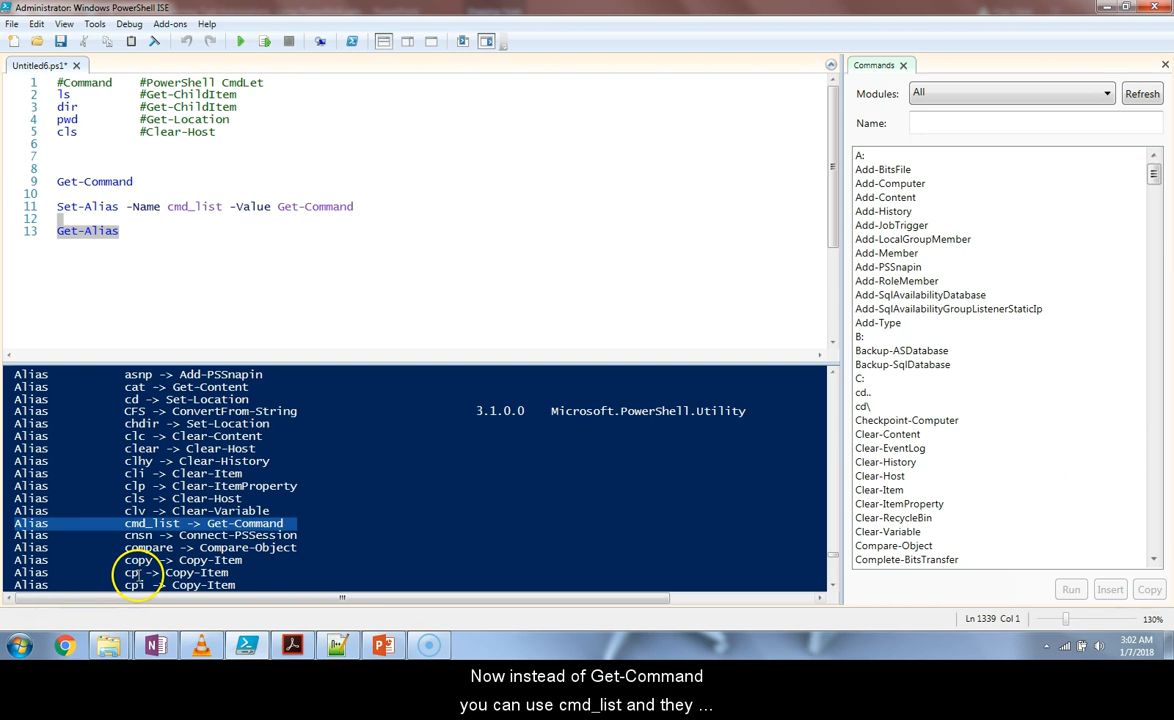 Administrator: Windows PowerShell ISE
File Edit View Tools Debug Add-ons Help
Untitled6.ps1*
1 #Command #PowerShell CmdLet
2 ls #Get-ChildItem
3 dir #Get-ChildItem
4 pwd #Get-Location
5 cls #Clear-Host
6
7
8
9 Get-Command
10
11 Set-Alias -Name cmd_list -Value Get-Command
12
13 Get-Alias
Alias asnp -> Add-PSSnapin
Alias cat -> Get-Content
Alias cd -> Set-Location
Alias CFS -> ConvertFrom-String 3.1.0.0 Microsoft.PowerShell.Utility
Alias chdir -> Set-Location
Alias clc -> Clear-Content
Alias clear -> Clear-Host
Alias clhy -> Clear-History
Alias cli -> Clear-Item
Alias clp -> Clear-ItemProperty
Alias cls -> Clear-Host
Alias clv -> Clear-Variable
Alias cmd_list -> Get-Command
Alias cnsn -> Connect-PSSession
Alias compare -> Compare-Object
Alias copy -> Copy-Item
Alias cp -> Copy-Item
Alias cpi -> Copy-Item
Commands
Modules: All Refresh
Name:
A:
Add-BitsFile
Add-Computer
Add-Content
Add-History
Add-JobTrigger
Add-LocalGroupMember
Add-Member
Add-PSSnapin
Add-RoleMember
Add-SqlAvailabilityDatabase
Add-SqlAvailabilityGroupListenerStaticIp
Add-Type
B:
Backup-ASDatabase
Backup-SqlDatabase
C:
cd..
cd\
Checkpoint-Computer
Clear-Content
Clear-EventLog
Clear-History
Clear-Host
Clear-Item
Clear-ItemProperty
Clear-RecycleBin
Clear-Variable
Compare-Object
Complete-BitsTransfer
Run Insert Copy
Ln 1339 Col 1 130%
3:02 AM
1/7/2018
Now instead of Get-Command
you can use cmd_list and they ...